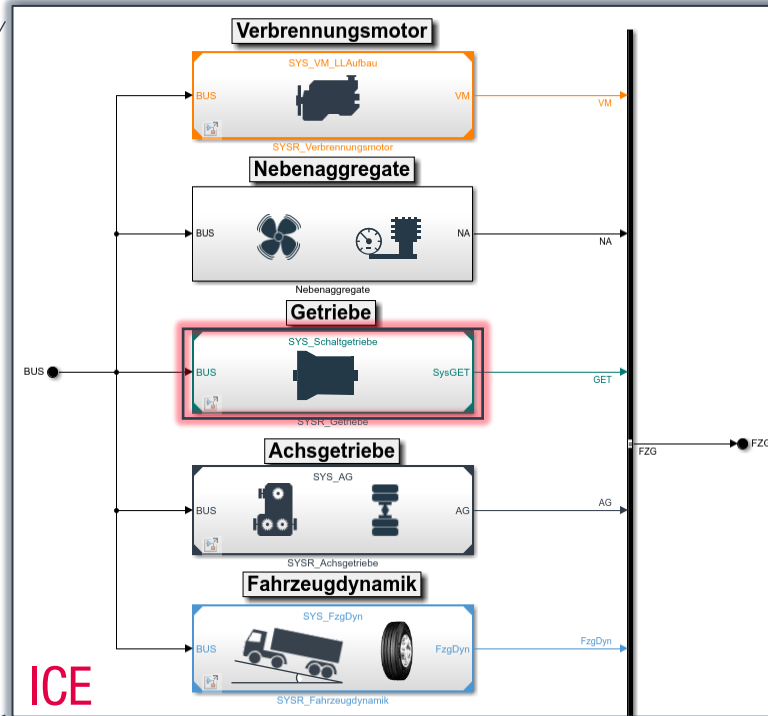 Verbrennungsmotor
SYS_VM_LLAufbau
BUS
VM
VM
SYSR_Verbrennungsmotor
Nebenaggregate
BUS
NA
NA
Nebenaggregate
Getriebe
SYS_Schaltgetriebe
BUS
BUS
SysGET
GET
SYSR_Getriebe
Achsgetriebe
FZG
SYS_AG
BUS
AG
AG
SYSR_Achsgetriebe
Fahrzeugdynamik
SYS_FzgDyn
BUS
FzgDyn
FzgDyn
ICE
SYSR_Fahrzeugdynamik